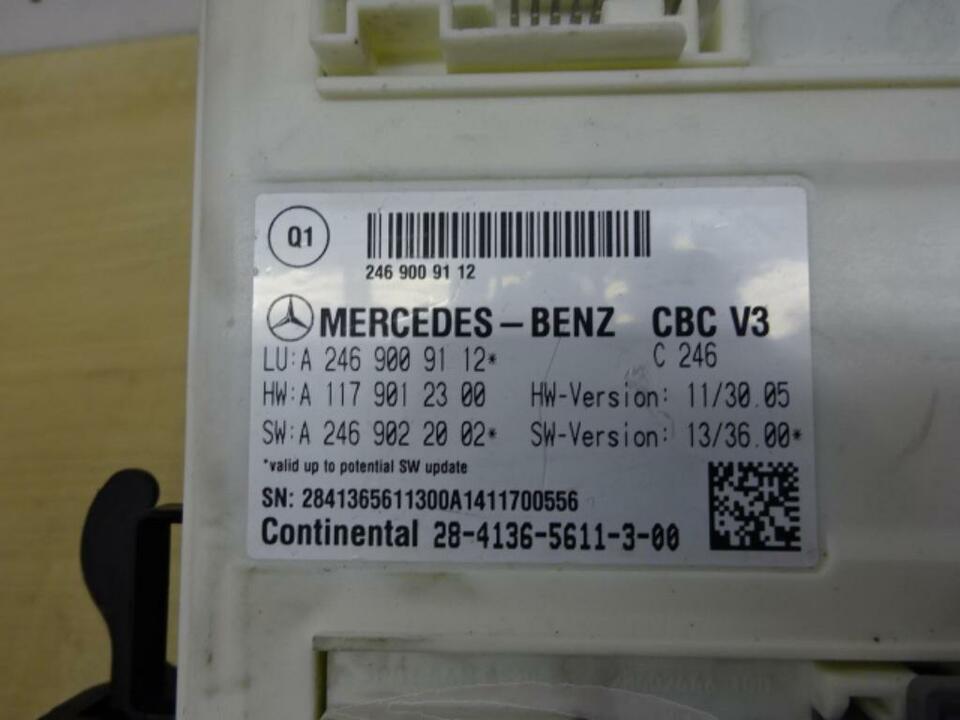 Q1
246 900 91 12
MERCEDES-BENZ CBC V3
LU:A 246 900 91 12* C 246
HW:A 117 901 23 00 HW-Version: 11/30.05
SW:A 246 902 20 02* SW-Version: 13/36.00*
*valid up to potential SW update
SN: 2841365611300A1411700556
Continental 28-4136-5611-3-00